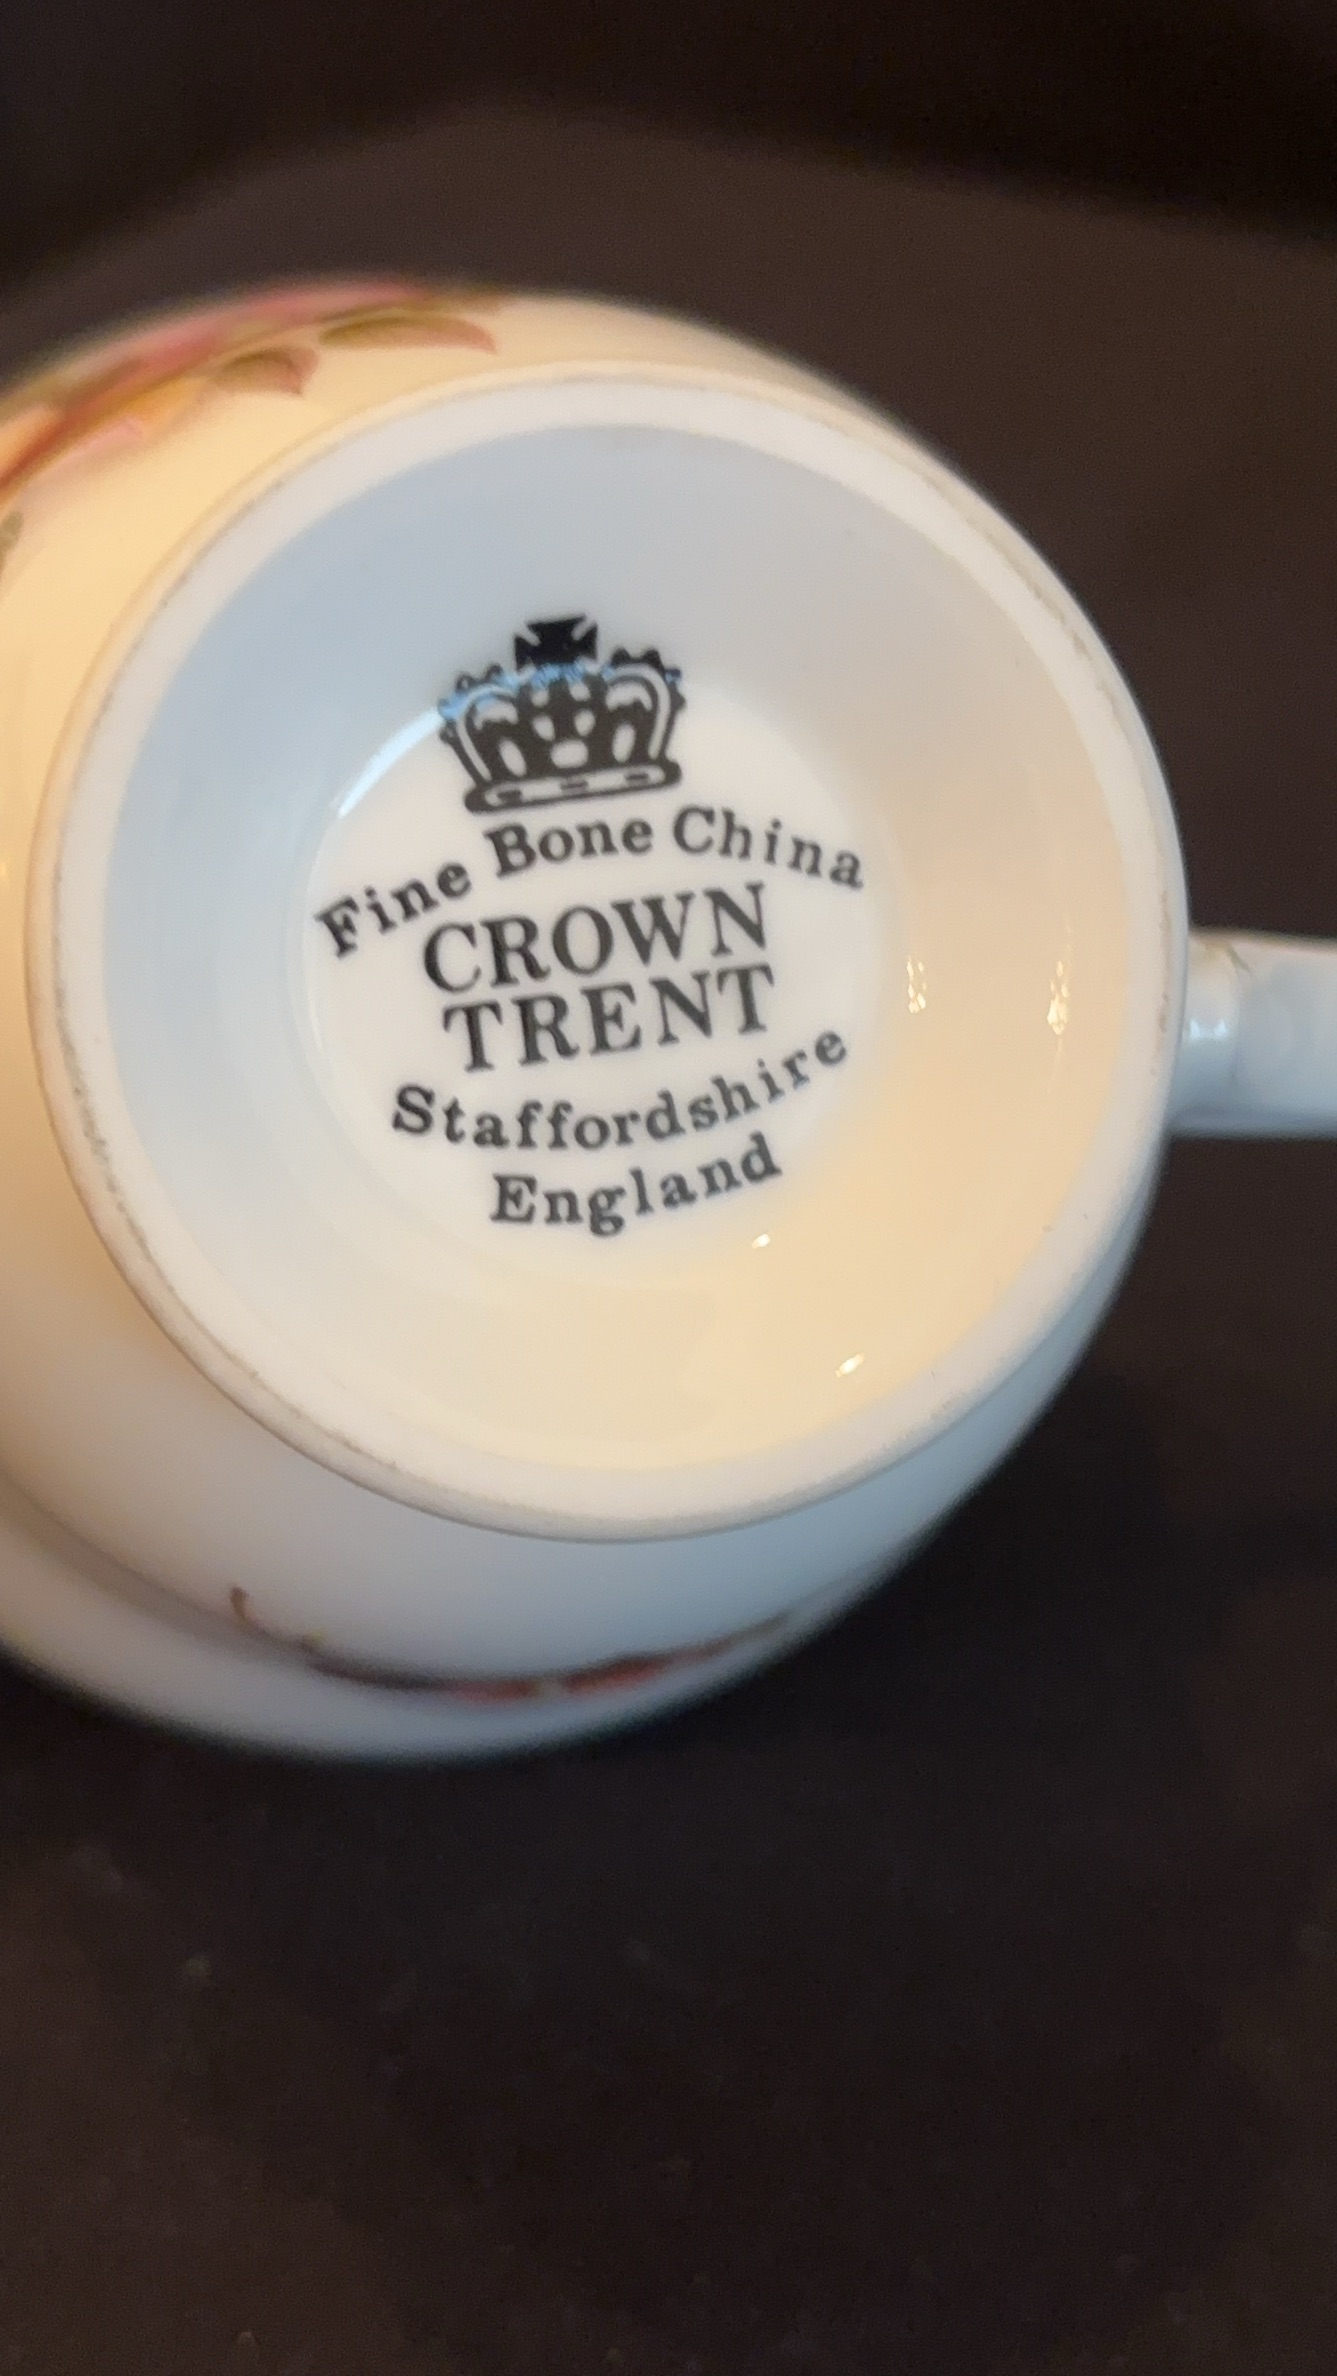 Fine Bone China
CROWN
TRENT
Staffordshire
England